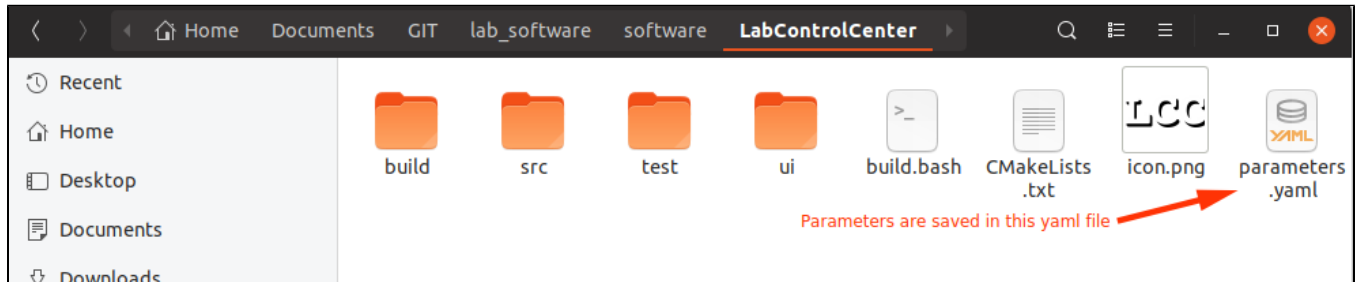 Home Documents GIT lab_software software LabControlCenter
Recent
Home
Desktop
Documents
Downloads
build
src
test
ui
>_
build.bash
CMakeLists
.txt
LCC
icon.png
YAML
parameters
.yaml
Parameters are saved in this yaml file